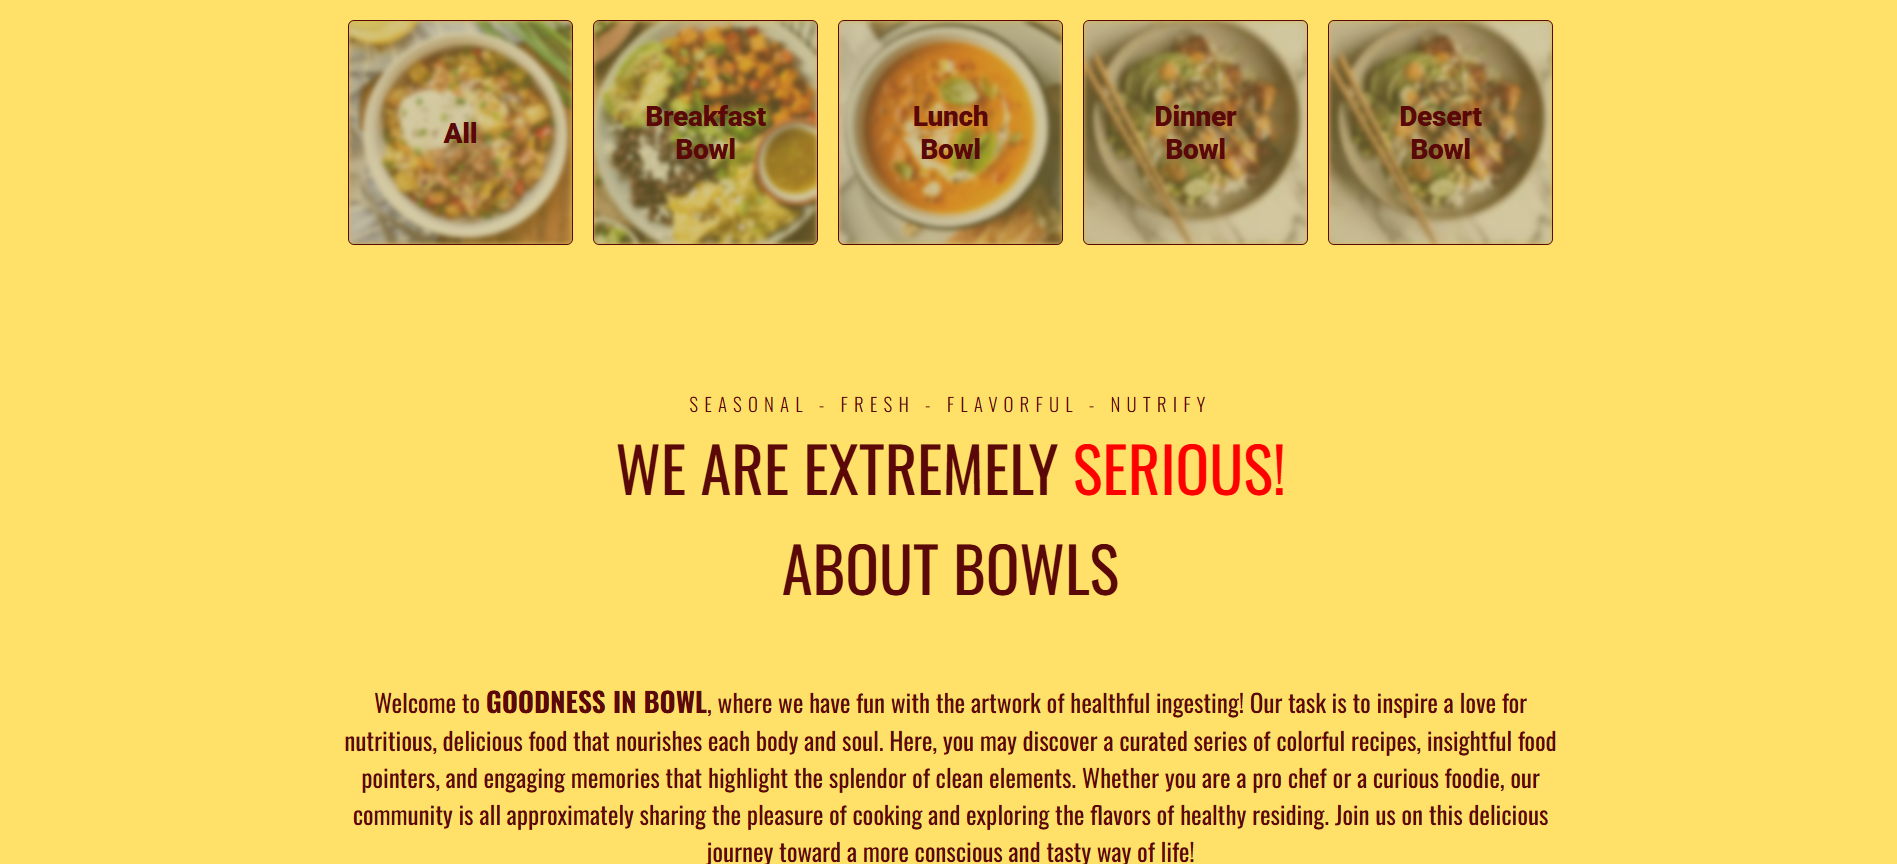 All
Breakfast
Bowl
Lunch
Bowl
Dinner
Bowl
Desert
Bowl
SEASONAL - FRESH - FLAVORFUL - NUTRIFY
WE ARE EXTREMELY SERIOUS!
ABOUT BOWLS
Welcome to GOODNESS IN BOWL, where we have fun with the artwork of healthful ingesting! Our task is to inspire a love for
nutritious, delicious food that nourishes each body and soul. Here, you may discover a curated series of colorful recipes, insightful food
pointers, and engaging memories that highlight the splendor of clean elements. Whether you are a pro chef or a curious foodie, our
community is all approximately sharing the pleasure of cooking and exploring the flavors of healthy residing. Join us on this delicious
journey toward a more conscious and tasty way of life!